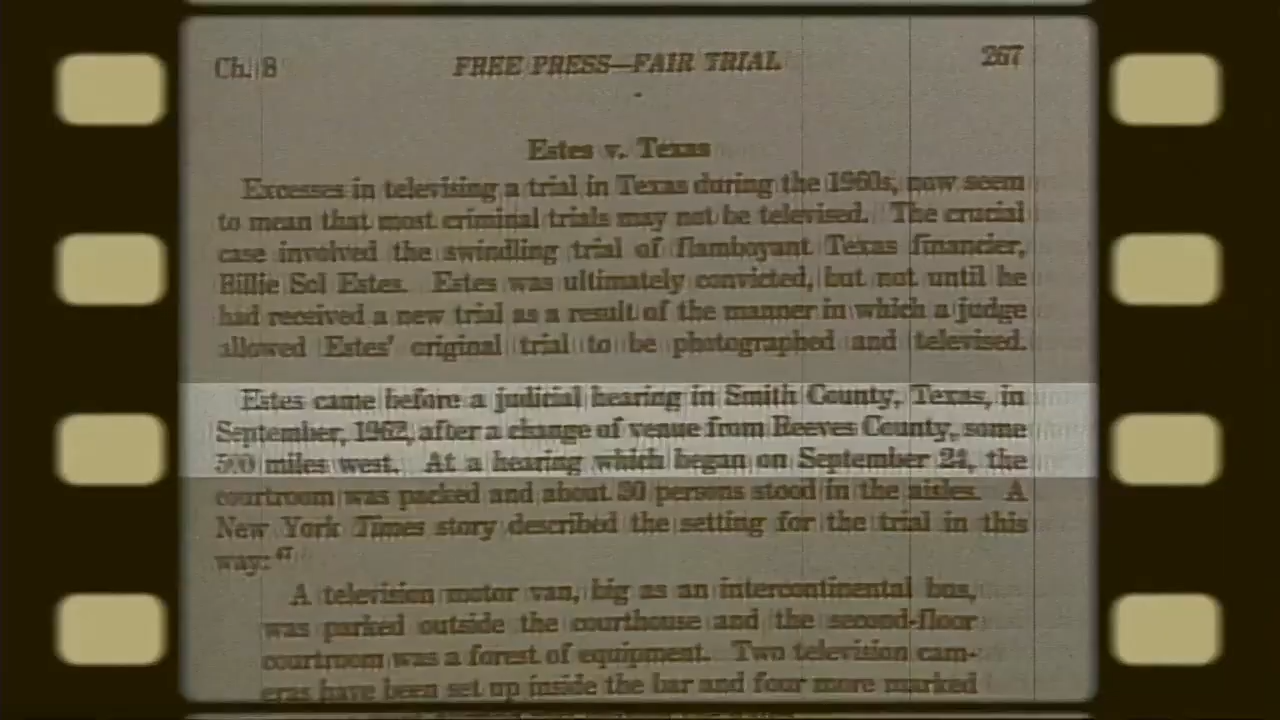 Ch. 8 FREE PRESS—FAIR TRIAL 267
Estes v. Texas
Excesses in televising a trial in Texas during the 1960s, now seem
to mean that most criminal trials may not be televised. The crucial
case involved the swindling trial of flamboyant Texas financier,
Billie Sol Estes. Estes was ultimately convicted, but not until he
had received a new trial as a result of the manner in which a judge
allowed Estes' original trial to be photographed and televised.
Estes came before a judicial hearing in Smith County, Texas, in
September, 1962, after a change of venue from Reeves County, some
500 miles west. At a hearing which began on September 24, the
courtroom was packed and about 30 persons stood in the aisles. A
New York Times story described the setting for the trial in this
way: 47
A television motor van, big as an intercontinental bus,
was parked outside the courthouse and the second-floor
courtroom was a forest of equipment. Two television cam-
eras have been set up inside the bar and four more marked